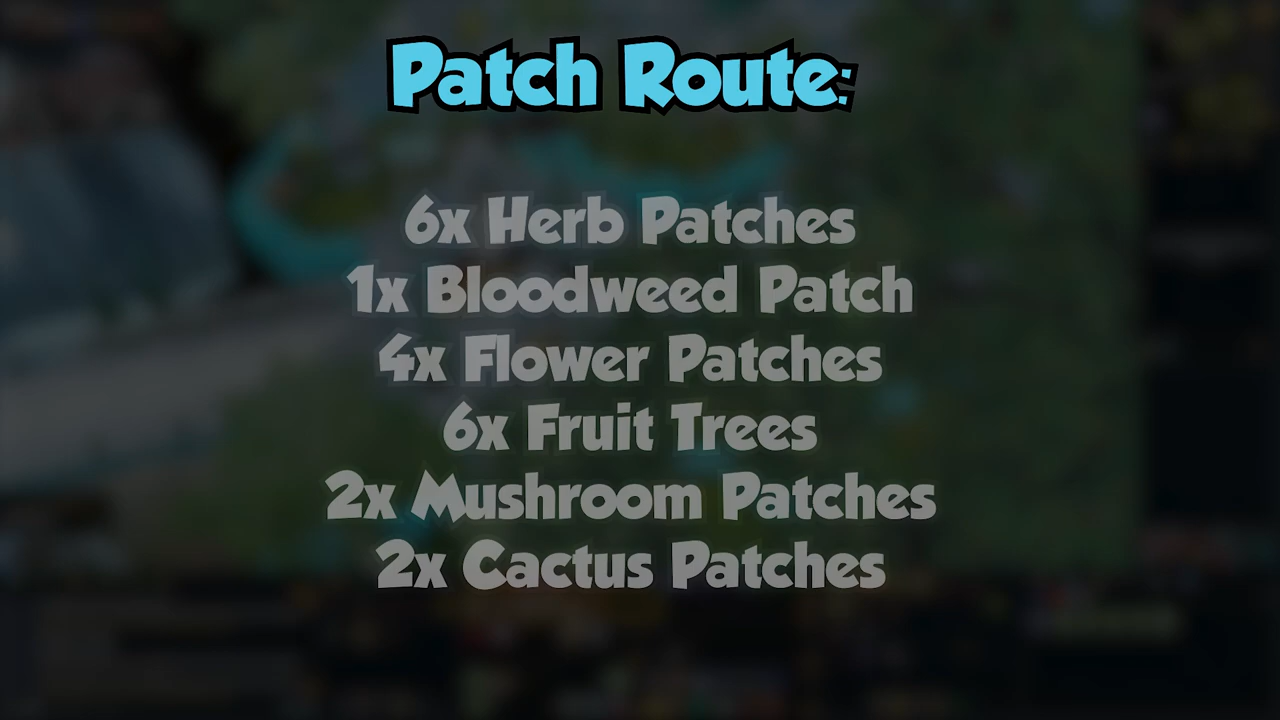 Patch Route:
6x Herb Patches
1x Bloodweed Patch
4x Flower Patches
6x Fruit Trees
2x Mushroom Patches
2x Cactus Patches